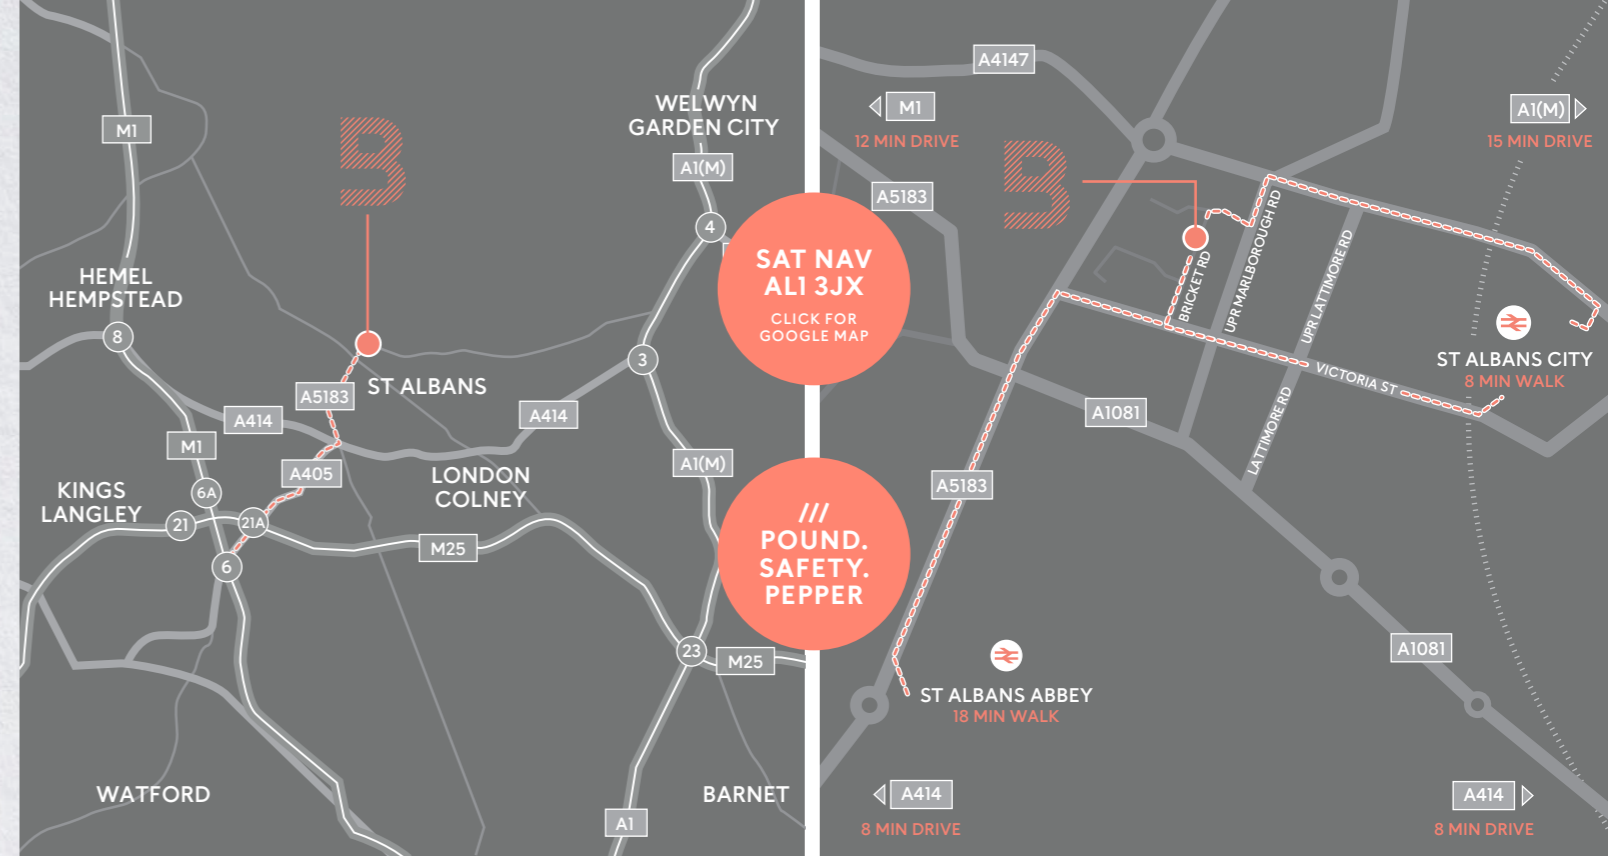 M1
WELWYN
GARDEN CITY
A1(M)
B
4
HEMEL
HEMPSTEAD
8
3
A5183
ST ALBANS
A414
A414
M1
A405
A1(M)
LONDON
COLNEY
KINGS
LANGLEY
6A
21
21A
M25
6
23
M25
WATFORD
BARNET
A1
SAT NAV
AL1 3JX
CLICK FOR
GOOGLE MAP
///
POUND.
SAFETY.
PEPPER
A4147
M1
12 MIN DRIVE
A1(M)
15 MIN DRIVE
B
A5183
BRICKET RD
UPR MARLBOROUGH RD
UPR LATTIMORE RD
ST ALBANS CITY
8 MIN WALK
VICTORIA ST
A1081
LATTIMORE RD
A5183
A1081
ST ALBANS ABBEY
18 MIN WALK
A414
8 MIN DRIVE
A414
8 MIN DRIVE